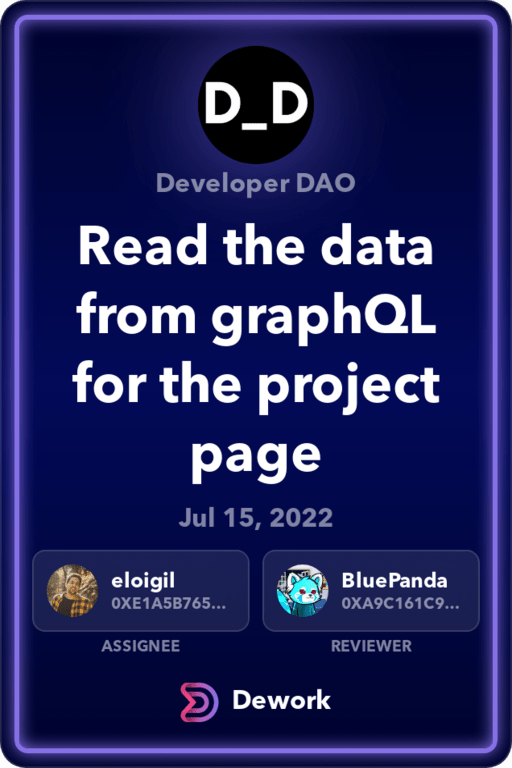 D_D
Developer DAO
Read the data
from graphQL
for the project
page
Jul 15, 2022
eloigil
0XE1A5B765...
ASSIGNEE
BluePanda
0XA9C161C9...
REVIEWER
Dework